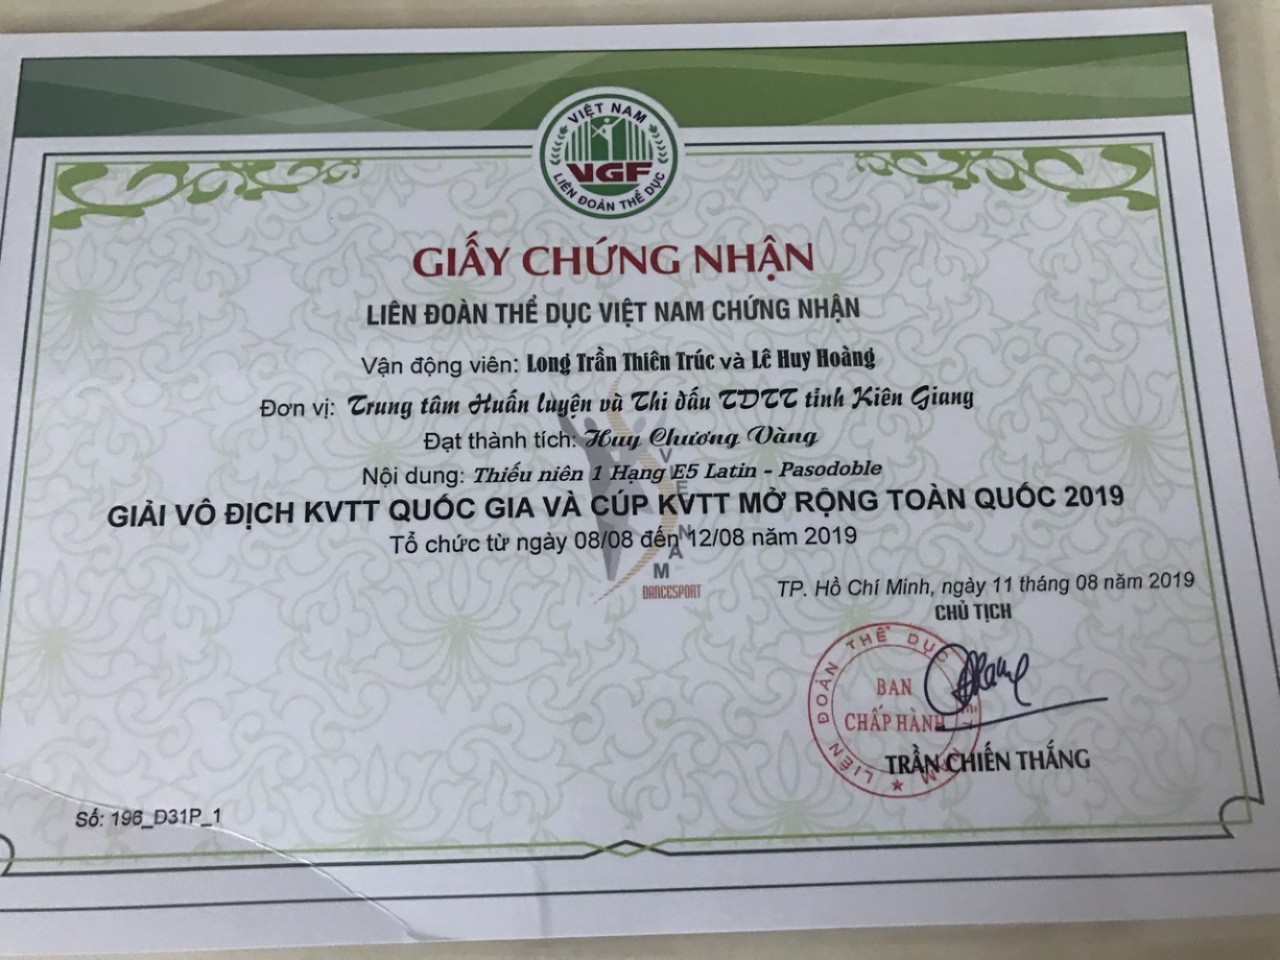 VIỆT NAM
VGF
LIÊN ĐOÀN THỂ DỤC
GIẤY CHỨNG NHẬN
LIÊN ĐOÀN THỂ DỤC VIỆT NAM CHỨNG NHẬN
Vận động viên: Long Trần Thiên Trúc và Lê Huy Hoàng
Đơn vị: Trung tâm Huấn luyện và Thi đấu TDTT tỉnh Kiên Giang
Đạt thành tích: Huy Chương Vàng
Nội dung: Thiếu niên 1 Hạng E5 Latin - Pasodoble
GIẢI VÔ ĐỊCH KVTT QUỐC GIA VÀ CÚP KVTT MỞ RỘNG TOÀN QUỐC 2019
Tổ chức từ ngày 08/08 đến 12/08 năm 2019
DANCESPORT
TP. Hồ Chí Minh, ngày 11 tháng 08 năm 2019
CHỦ TỊCH
LIÊN ĐOÀN THỂ DỤC
BAN
CHẤP HÀNH
TRẦN CHIẾN THẮNG
Số: 196_D31P_1